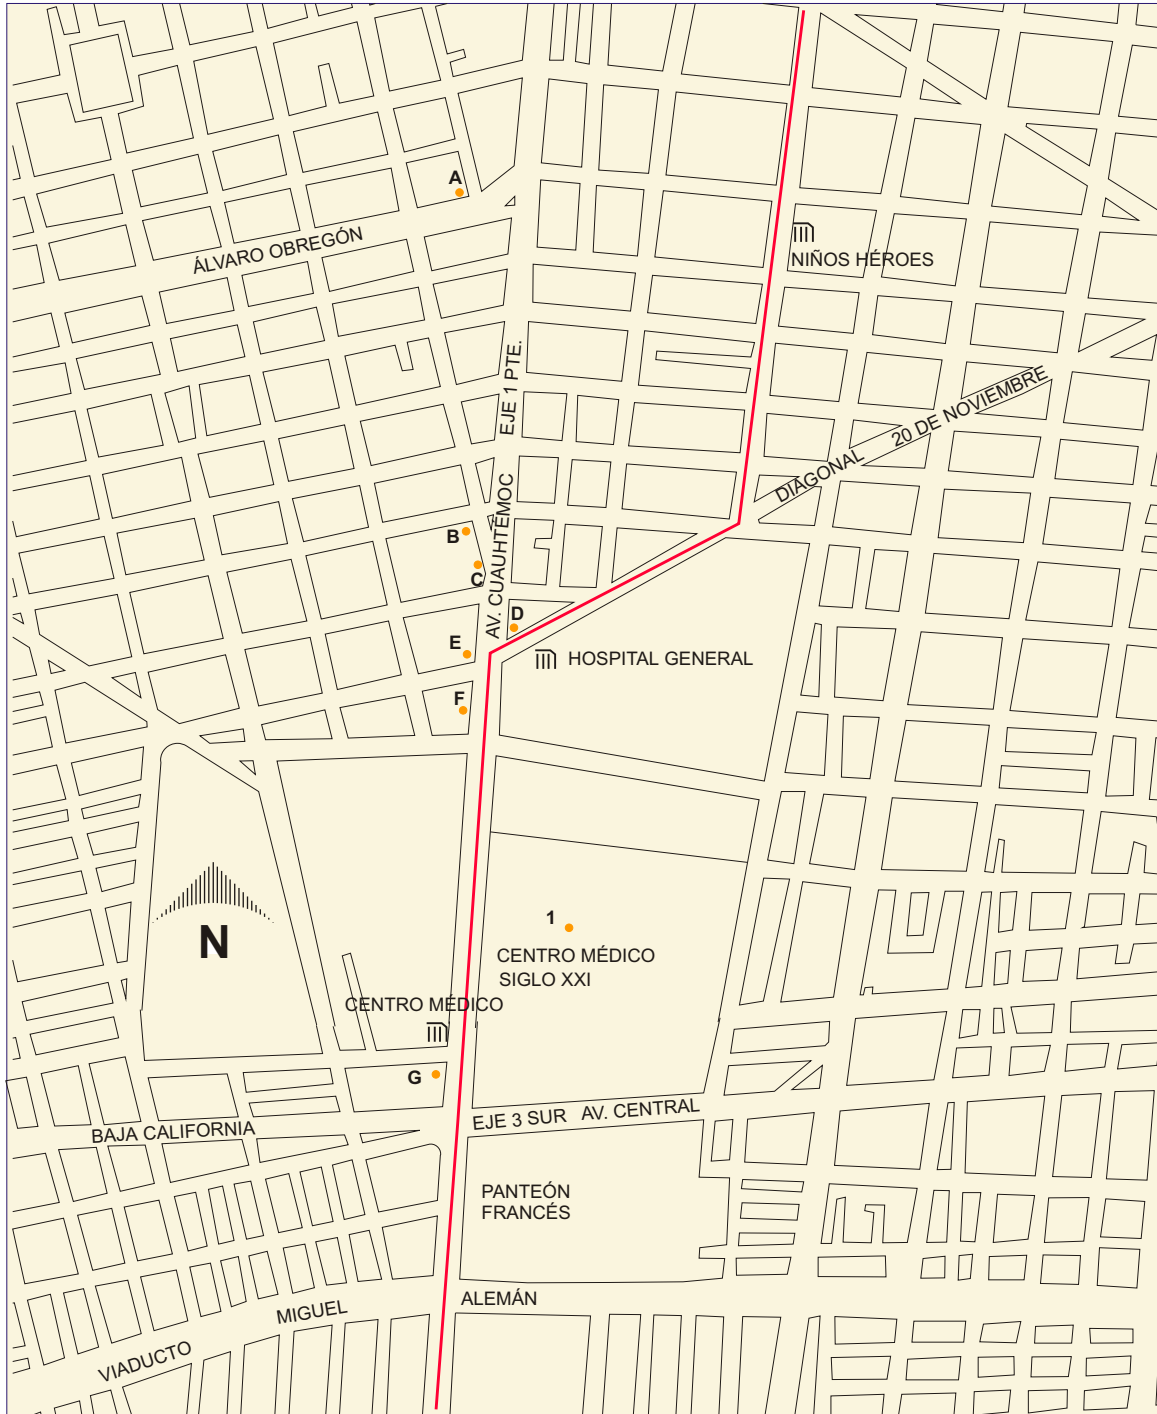 A
ÁLVARO OBREGÓN
NIÑOS HÉROES
EJE 1 PTE.
DIAGONAL 20 DE NOVIEMBRE
AV. CUAUHTÉMOC
B
C
D
E
HOSPITAL GENERAL
F
1
N
CENTRO MÉDICO
SIGLO XXI
CENTRO MÉDICO
G
EJE 3 SUR AV. CENTRAL
BAJA CALIFORNIA
PANTEÓN
FRANCÉS
VIADUCTO MIGUEL ALEMÁN